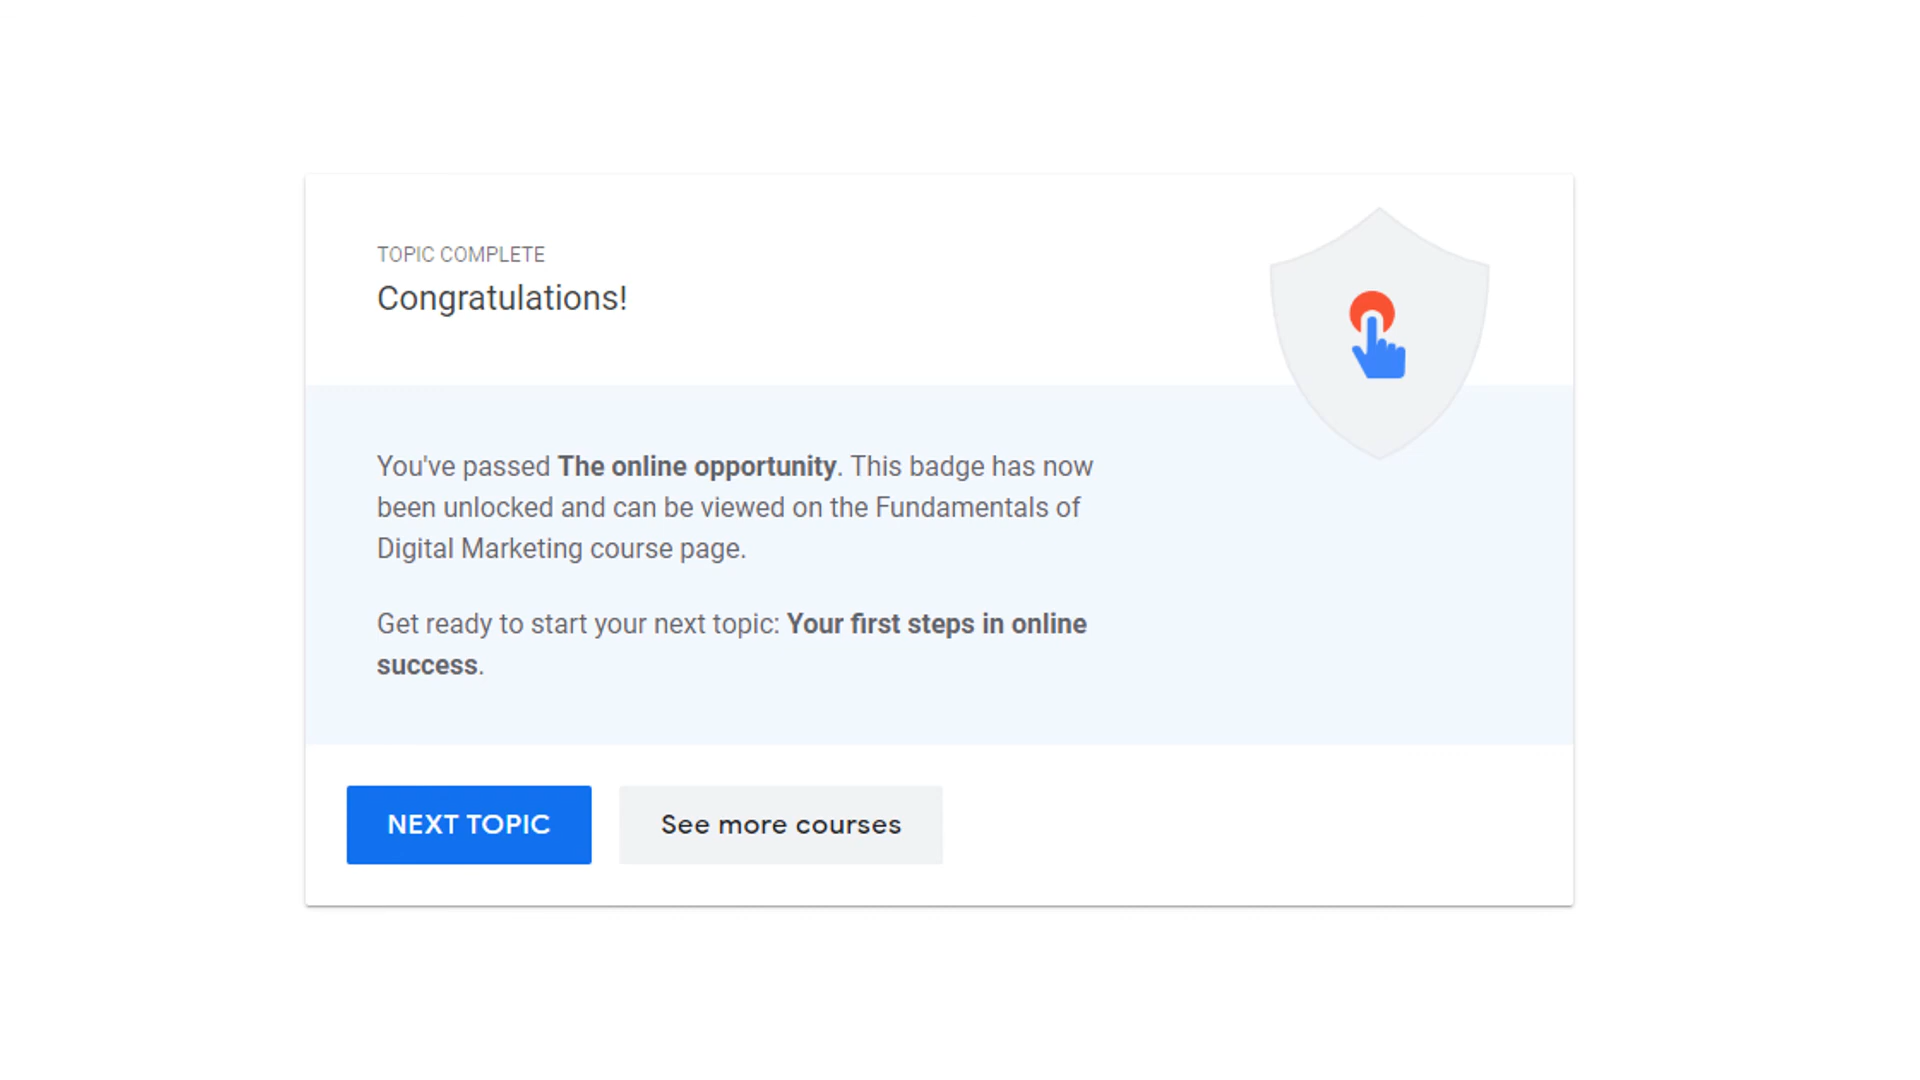 TOPIC COMPLETE
Congratulations!
You've passed The online opportunity. This badge has now
been unlocked and can be viewed on the Fundamentals of
Digital Marketing course page.
Get ready to start your next topic: Your first steps in online
success.
NEXT TOPIC
See more courses